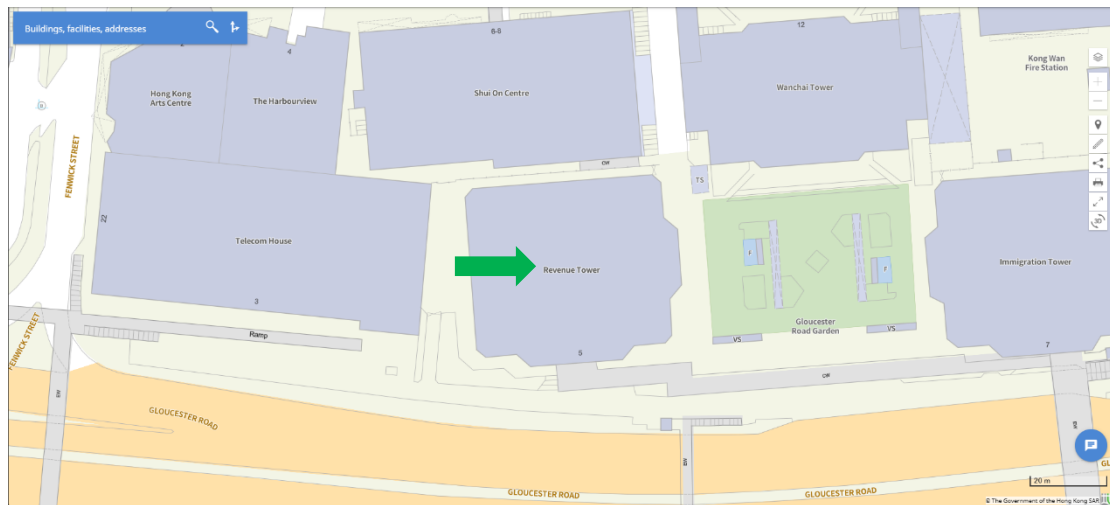 Buildings, facilities, addresses
4
6-8
12
Kong Wan
Fire Station
Hong Kong
Arts Centre
The Harbourview
Shui On Centre
Wanchai Tower
FENWICK STREET
TS
22
Telecom House
Revenue Tower
F
F
Immigration Tower
3D
3
Ramp
5
Gloucester
Road Garden
VS
VS
7
FENWICK STREET
GLOUCESTER ROAD
20 m
GLOUCESTER ROAD
GLOUCESTER ROAD
© The Government of the Hong Kong SAR